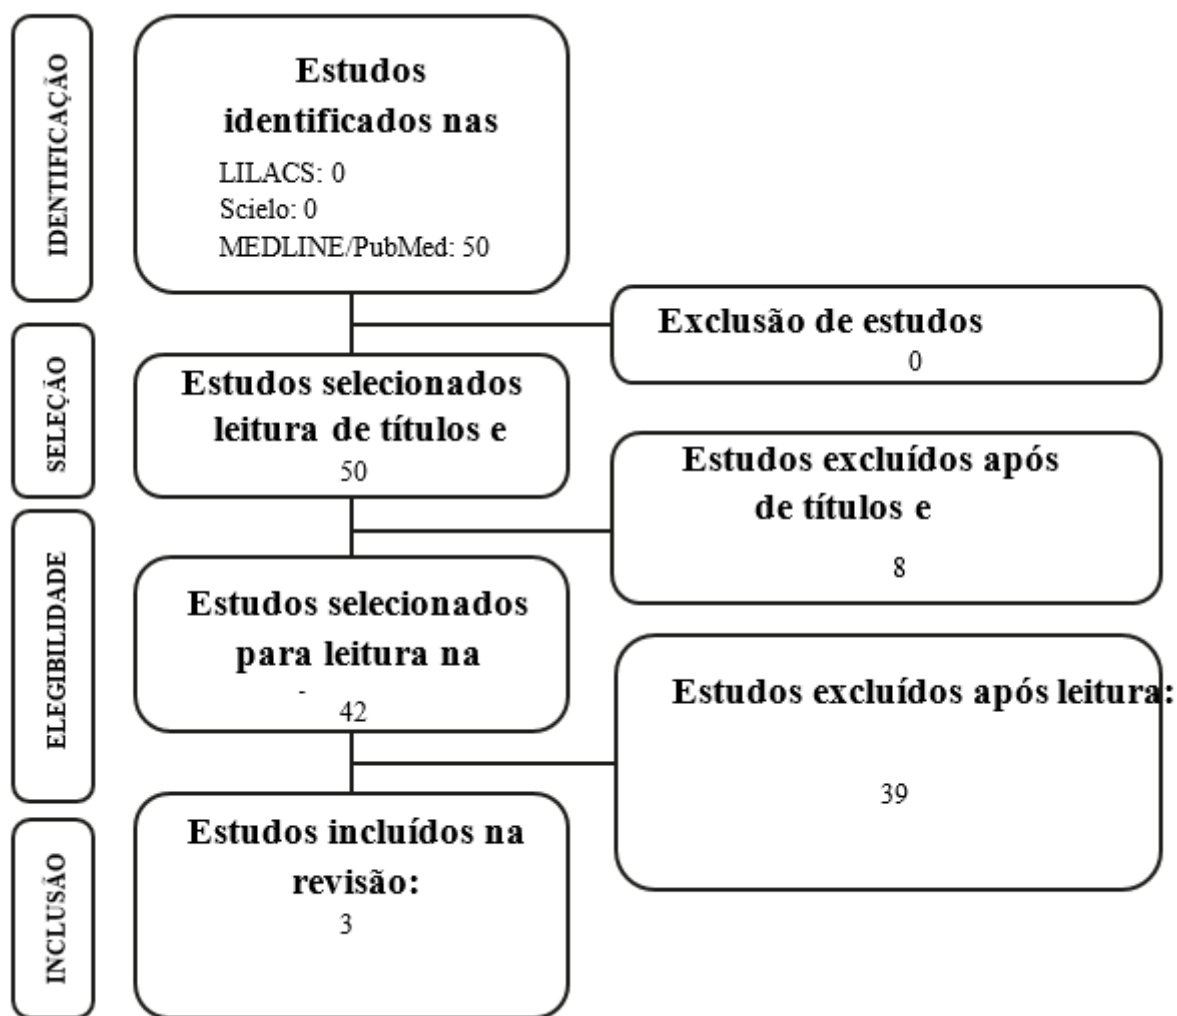 IDENTIFICAÇÃO
Estudos
identificados nas
LILACS: 0
Scielo: 0
MEDLINE/PubMed: 50
Exclusão de estudos
0
SELEÇÃO
Estudos selecionados
leitura de títulos e
50
Estudos excluídos após
de títulos e
8
ELEGIBILIDADE
Estudos selecionados
para leitura na
-
42
Estudos excluídos após leitura:
39
INCLUSÃO
Estudos incluídos na
revisão:
3